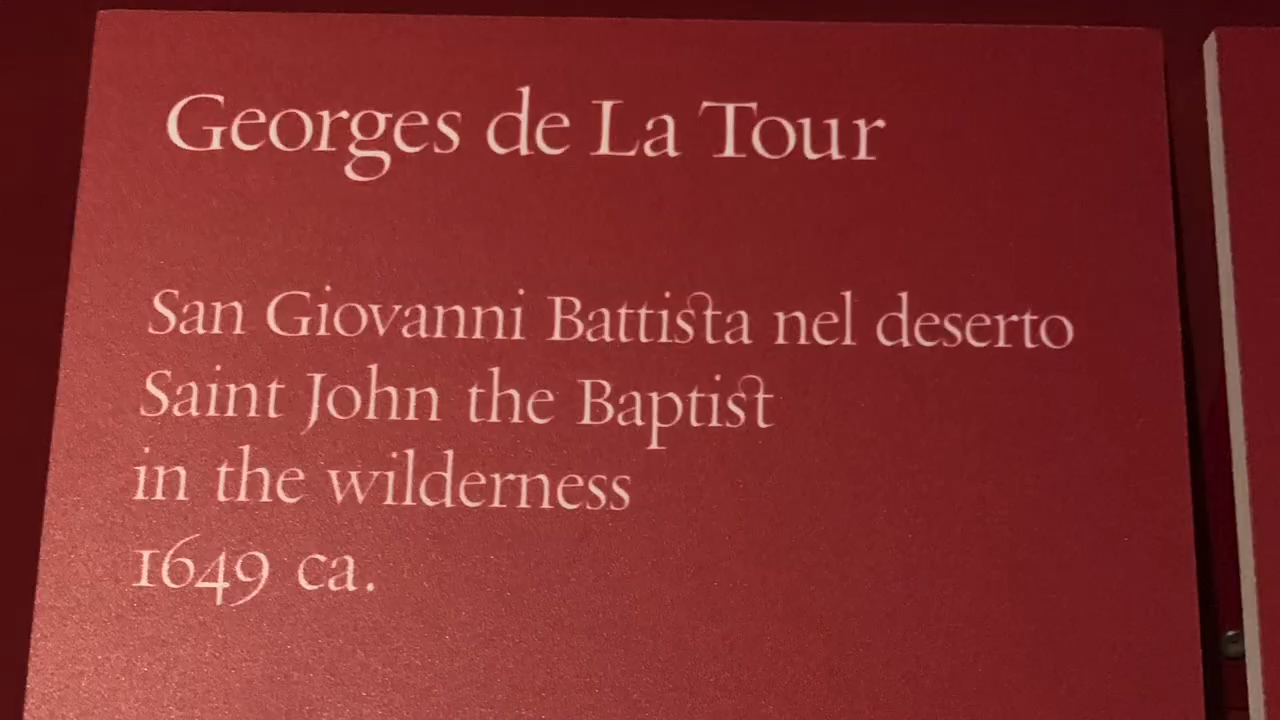 Georges de La Tour
San Giovanni Battista nel deserto
Saint John the Baptist
in the wilderness
1649 ca.